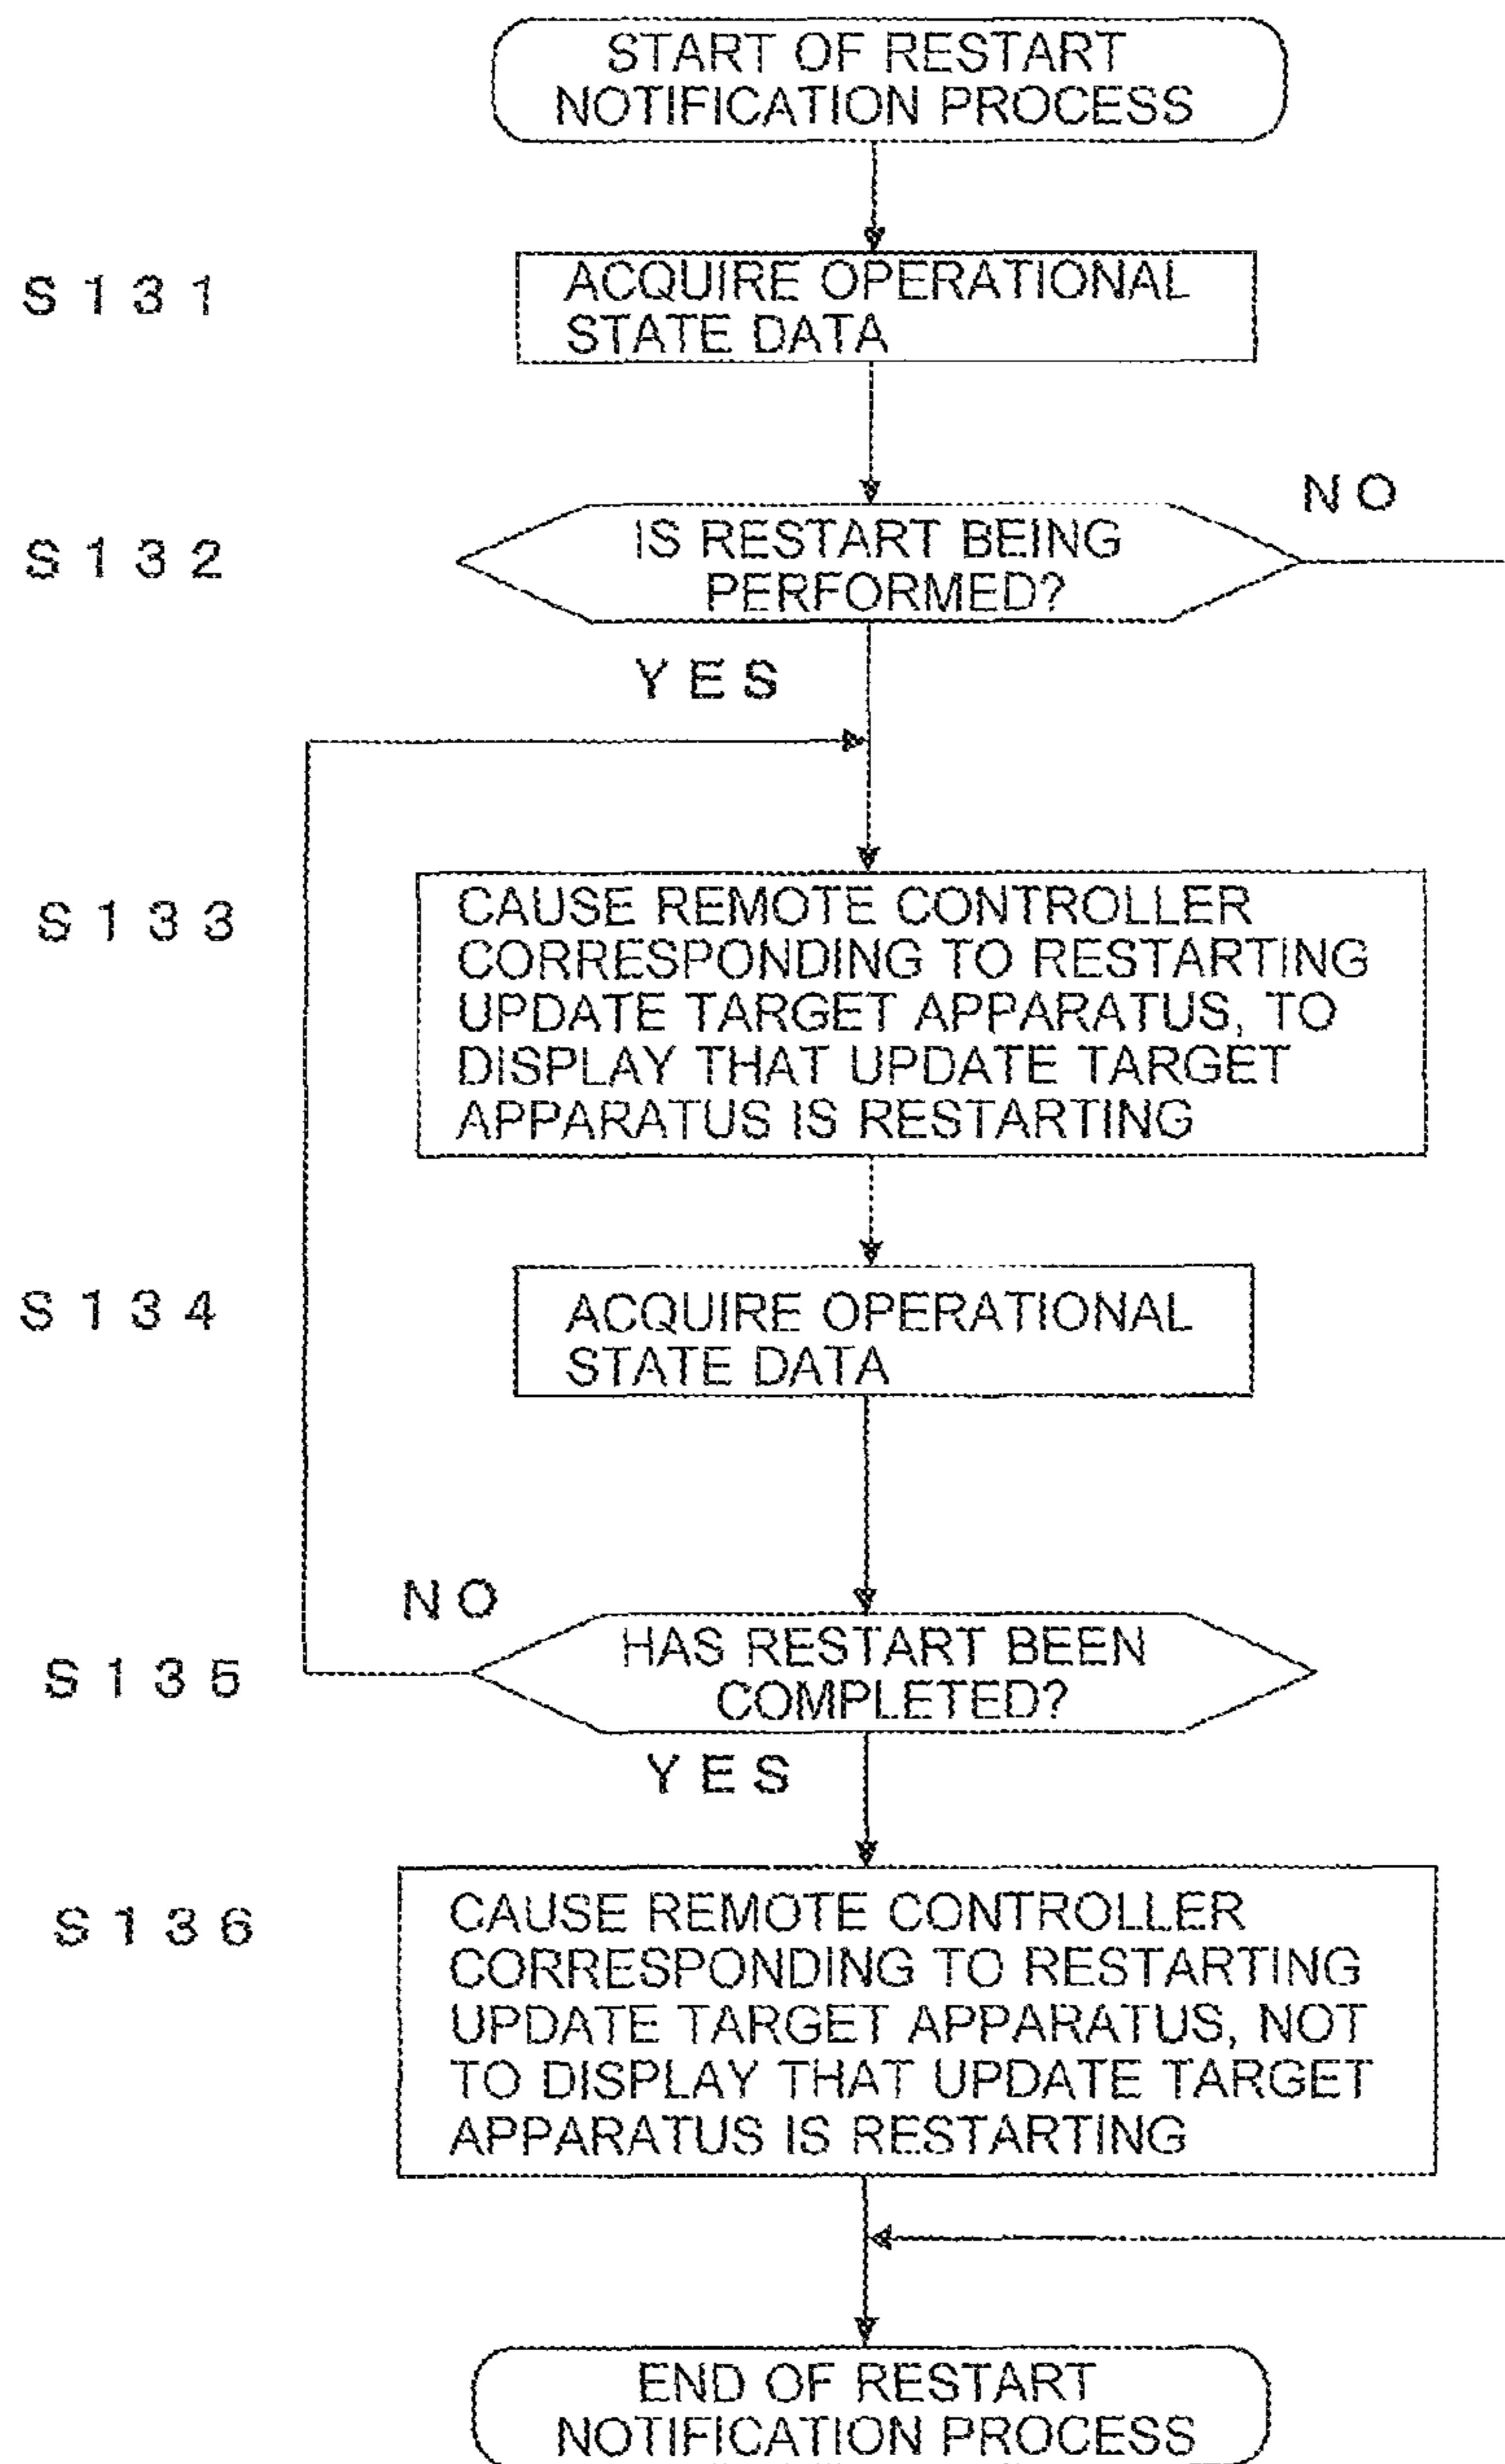 START OF RESTART
NOTIFICATION PROCESS
S131
ACQUIRE OPERATIONAL
STATE DATA
NO
S132
IS RESTART BEING
PERFORMED?
YES
S133
CAUSE REMOTE CONTROLLER
CORRESPONDING TO RESTARTING
UPDATE TARGET APPARATUS, TO
DISPLAY THAT UPDATE TARGET
APPARATUS IS RESTARTING
S134
ACQUIRE OPERATIONAL
STATE DATA
NO
S135
HAS RESTART BEEN
COMPLETED?
YES
S136
CAUSE REMOTE CONTROLLER
CORRESPONDING TO RESTARTING
UPDATE TARGET APPARATUS, NOT
TO DISPLAY THAT UPDATE TARGET
APPARATUS IS RESTARTING
END OF RESTART
NOTIFICATION PROCESS